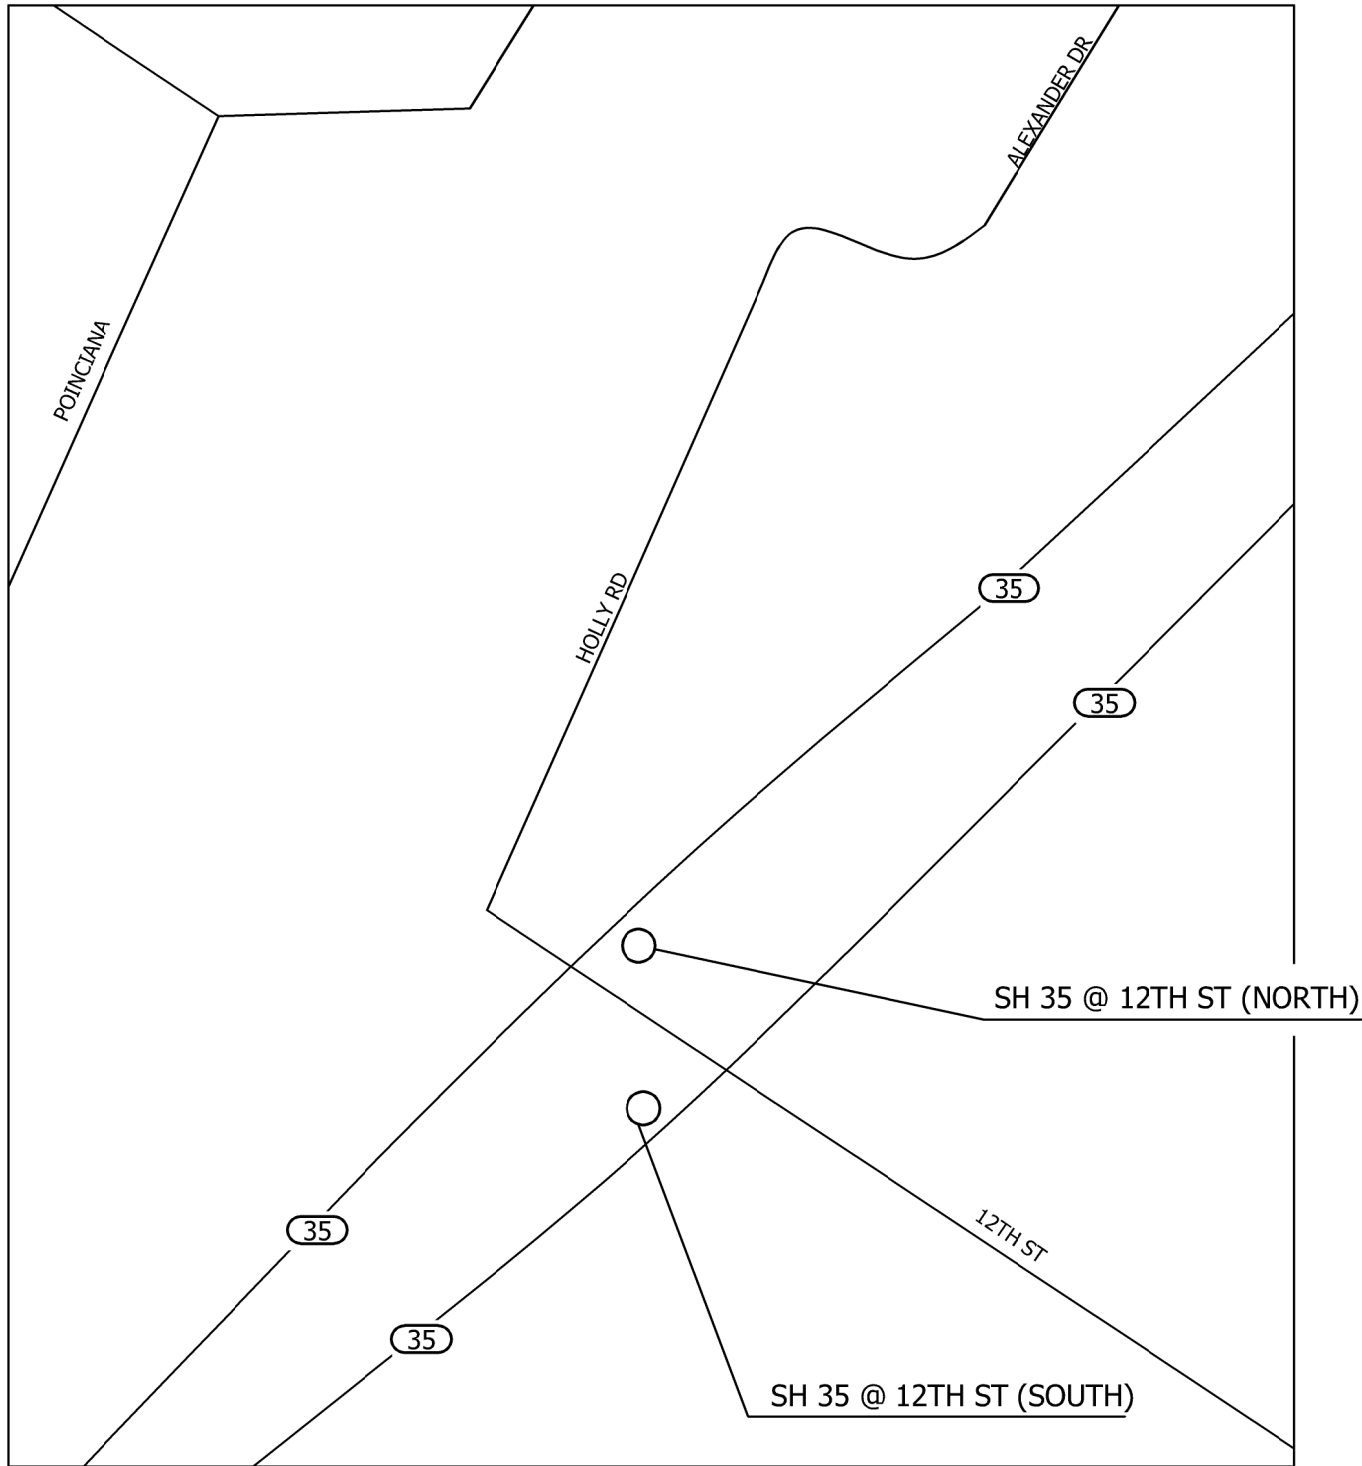 ALEXANDER DR
POINCIANA
HOLLY RD
35
35
SH 35 @ 12TH ST (NORTH)
12TH ST
35
35
SH 35 @ 12TH ST (SOUTH)